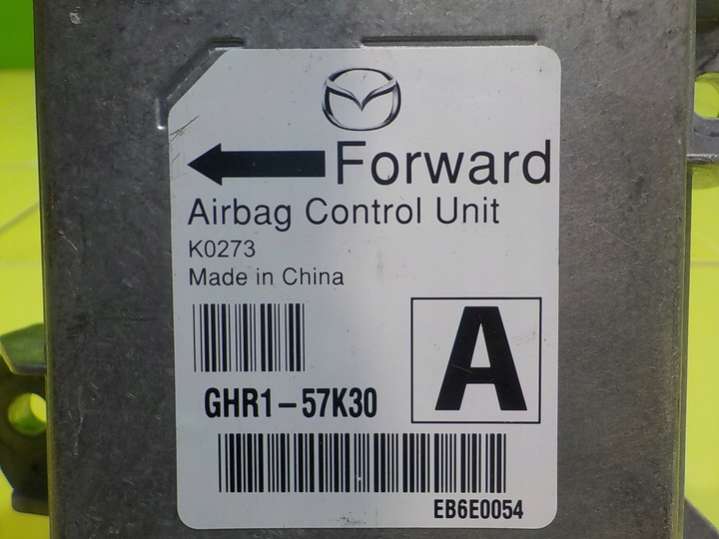 Forward
Airbag Control Unit
K0273
Made in China
A
GHR1-57K30
EB6E0054